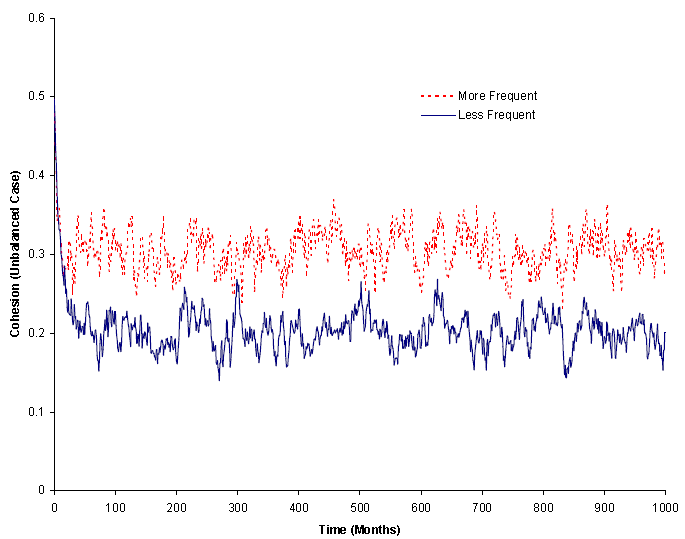 0.6
0.5
0.4
0.3
0.2
0.1
0
Cohesion (Unbalanced Case)
More Frequent
Less Frequent
0 100 200 300 400 500 600 700 800 900 1000
Time (Months)